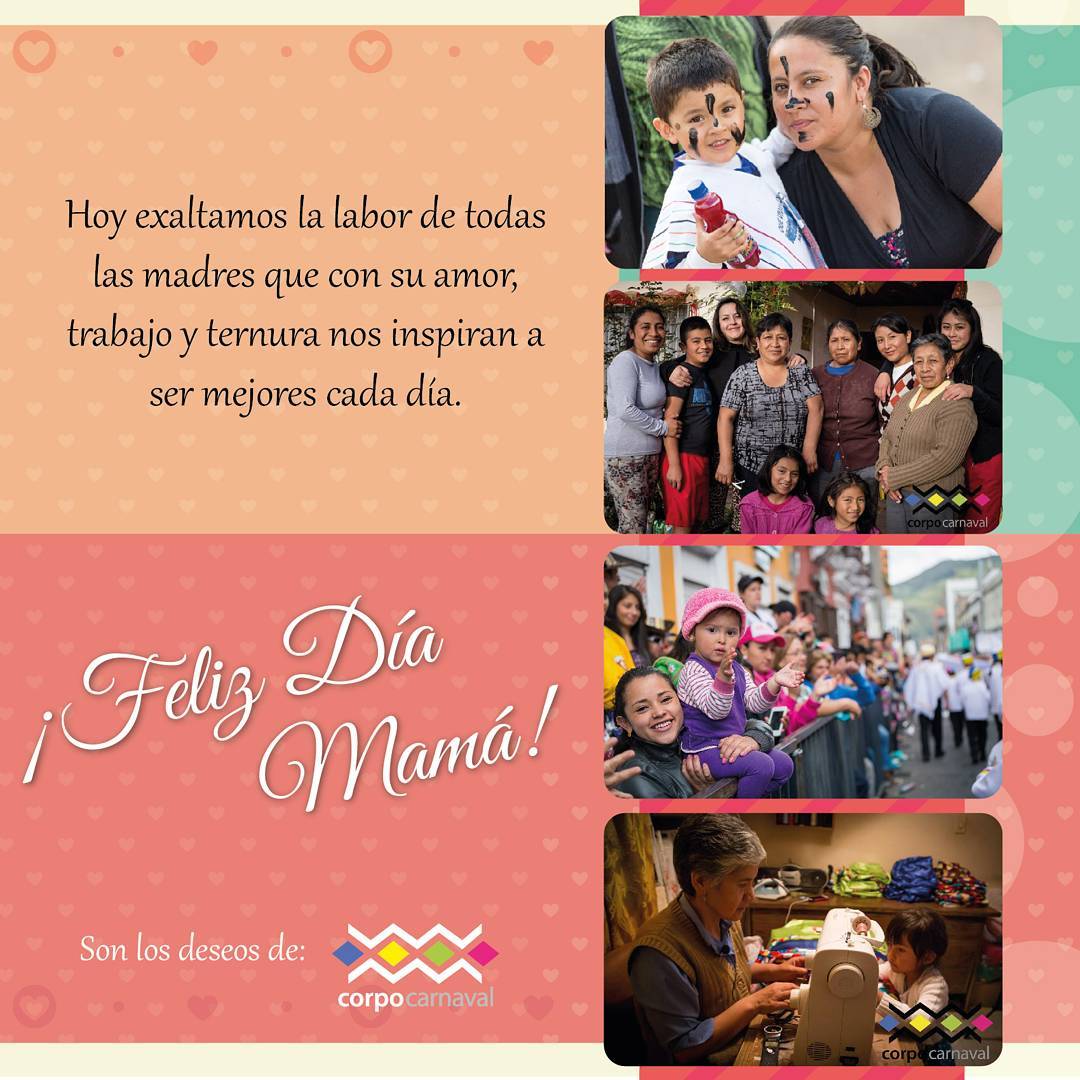 Hoy exaltamos la labor de todas
las madres que con su amor,
trabajo y ternura nos inspiran a
ser mejores cada día.
¡Feliz Día
Mamá!
Son los deseos de:
corpocarnaval
corpocarnaval
corpocarnaval